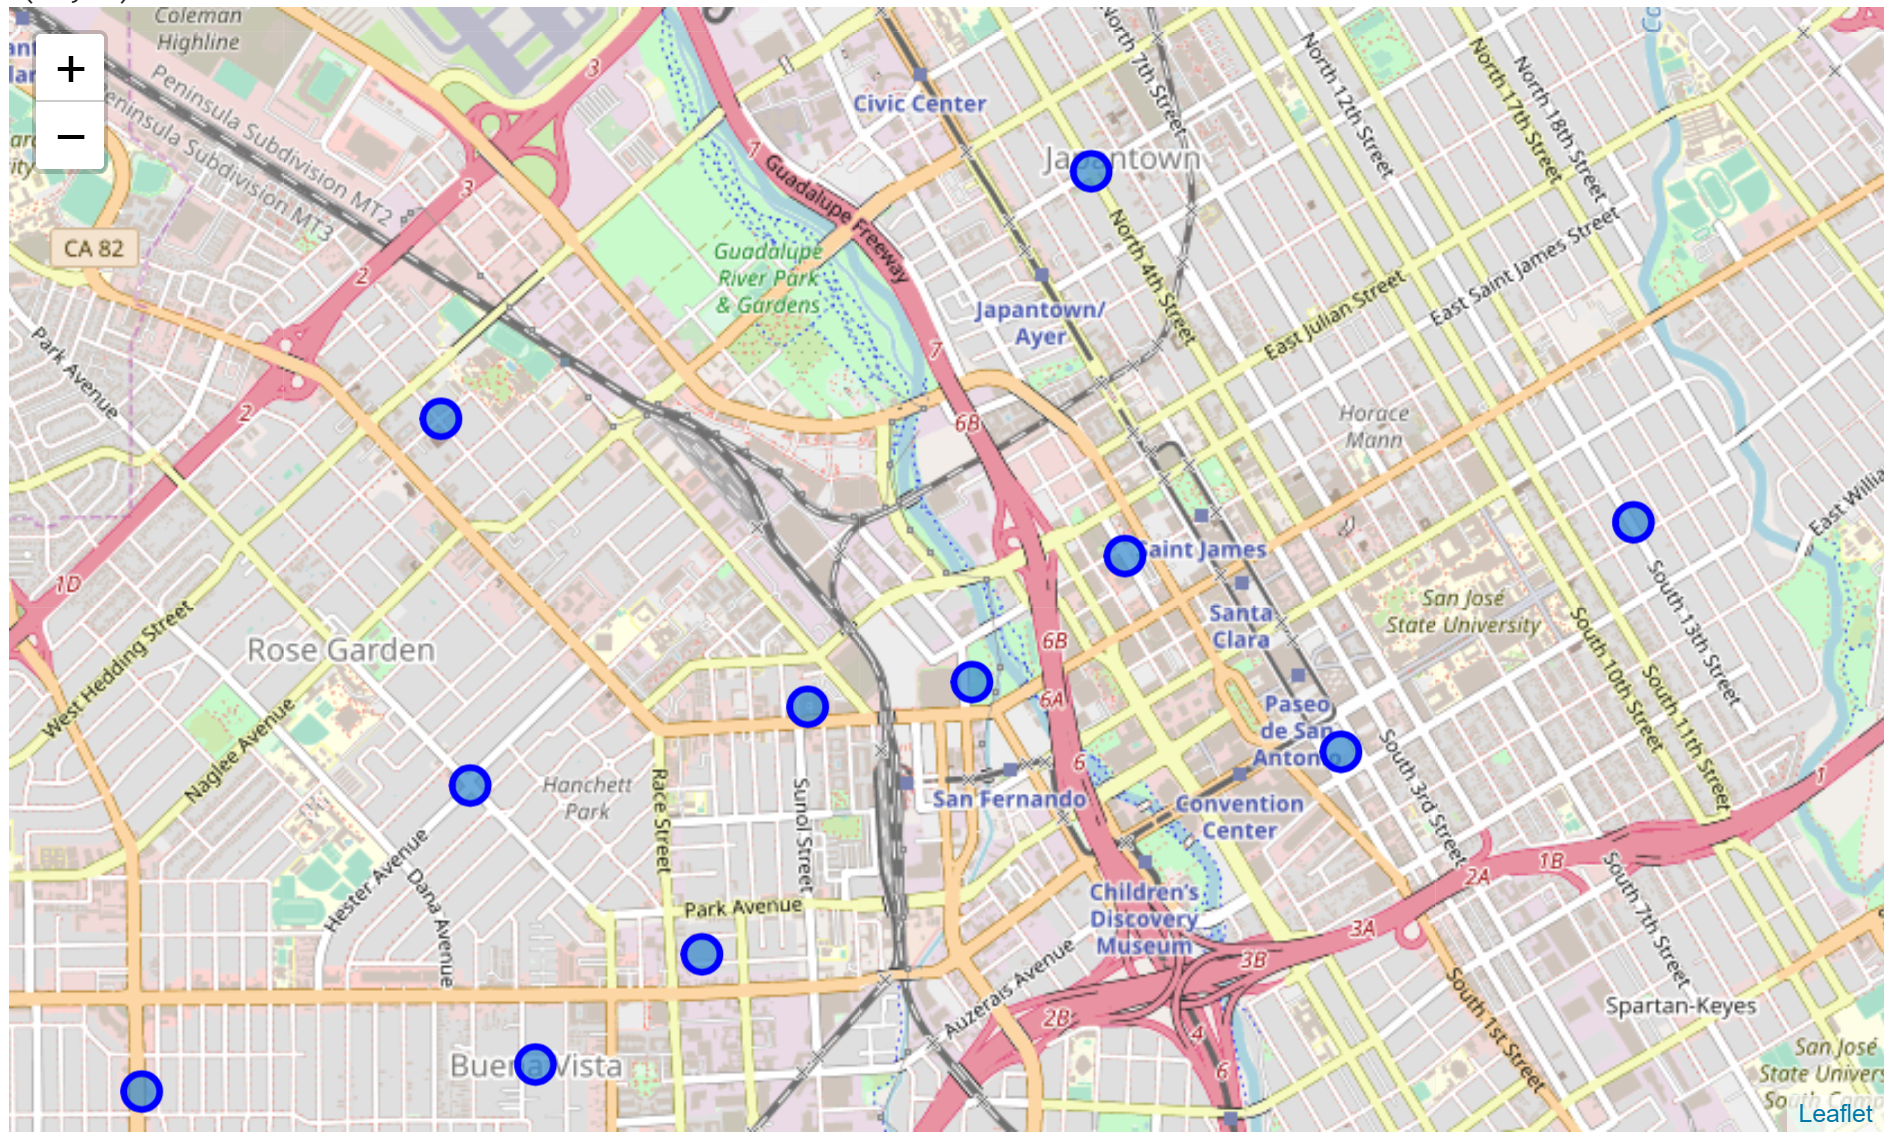 Coleman
Highline
+
−
Peninsula Subdivision MT2
Peninsula Subdivision MT3
3
3
2
2
1D
CA 82
Park Avenue
1
Guadalupe Freeway
7
6B
6B
6A
6
Civic Center
North 7th Street
North 12th Street
North 17th Street
North 18th Street
Japantown
North 4th Street
Guadalupe
River Park
& Gardens
Japantown/
Ayer
East Julian Street
East Saint James Street
Horace
Mann
East Willia
Saint James
Santa
Clara
San José
State University
South 13th Street
South 10th Street
South 11th Street
Paseo
de San
Antonio
South 3rd Street
West Hedding Street
Rose Garden
Naglee Avenue
Hanchett
Park
Race Street
Sunol Street
San Fernando
Convention
Center
Hester Avenue
Dana Avenue
Park Avenue
Children's
Discovery
Museum
Auzerais Avenue
1
1B
2A
3A
3B
2B
4
6
South 7th Street
South 1st Street
Spartan-Keyes
Buena Vista
San José
State Univers
Leaflet